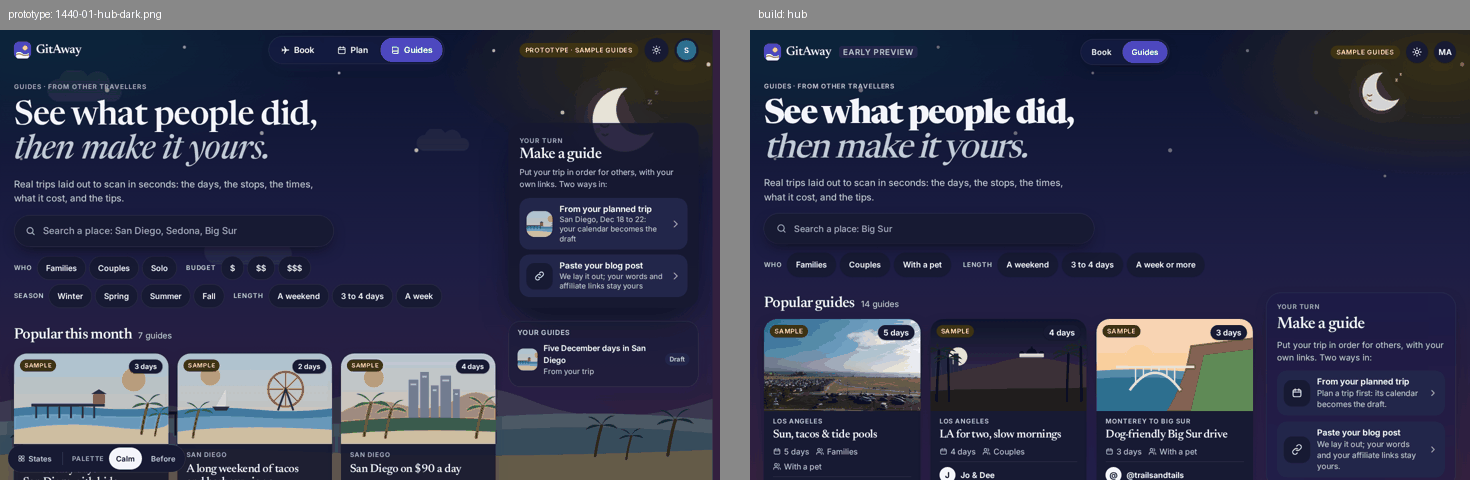 prototype: 1440-01-hub-dark.png
GitAway
Book
Plan
Guides
PROTOTYPE · SAMPLE GUIDES
S
GUIDES · FROM OTHER TRAVELLERS
See what people did,
then make it yours.
Real trips laid out to scan in seconds: the days, the stops, the times,
what it cost, and the tips.
Search a place: San Diego, Sedona, Big Sur
WHO
Families
Couples
Solo
BUDGET
$
$$
$$$
SEASON
Winter
Spring
Summer
Fall
LENGTH
A weekend
3 to 4 days
A week
z
z
YOUR TURN
Make a guide
Put your trip in order for others, with your
own links. Two ways in:
From your planned trip
San Diego, Dec 18 to 22:
your calendar becomes the
draft
Paste your blog post
We lay it out; your words and
affiliate links stay yours
YOUR GUIDES
Five December days in San
Diego
From your trip
Draft
Popular this month
7 guides
SAMPLE
3 days
SAMPLE
2 days
SAMPLE
4 days
SAN DIEGO
A long weekend of tacos
SAN DIEGO
San Diego on $90 a day
States
PALETTE
Calm
Before
build: hub
GitAway
EARLY PREVIEW
Book
Guides
SAMPLE GUIDES
MA
GUIDES · FROM OTHER TRAVELLERS
See what people did,
then make it yours.
Real trips laid out to scan in seconds: the days, the stops, the times,
what it cost, and the tips.
Search a place: Big Sur
WHO
Families
Couples
With a pet
LENGTH
A weekend
3 to 4 days
A week or more
Popular guides
14 guides
SAMPLE
5 days
LOS ANGELES
Sun, tacos & tide pools
5 days
Families
With a pet
SAMPLE
4 days
LOS ANGELES
LA for two, slow mornings
4 days
Couples
J
Jo & Dee
SAMPLE
3 days
MONTEREY TO BIG SUR
Dog-friendly Big Sur drive
3 days
With a pet
@
@trailsandtails
YOUR TURN
Make a guide
Put your trip in order for others, with your
own links. Two ways in:
From your planned trip
Plan a trip first: its calendar
becomes the draft.
Paste your blog post
We lay it out; your words
and your affiliate links stay
yours.